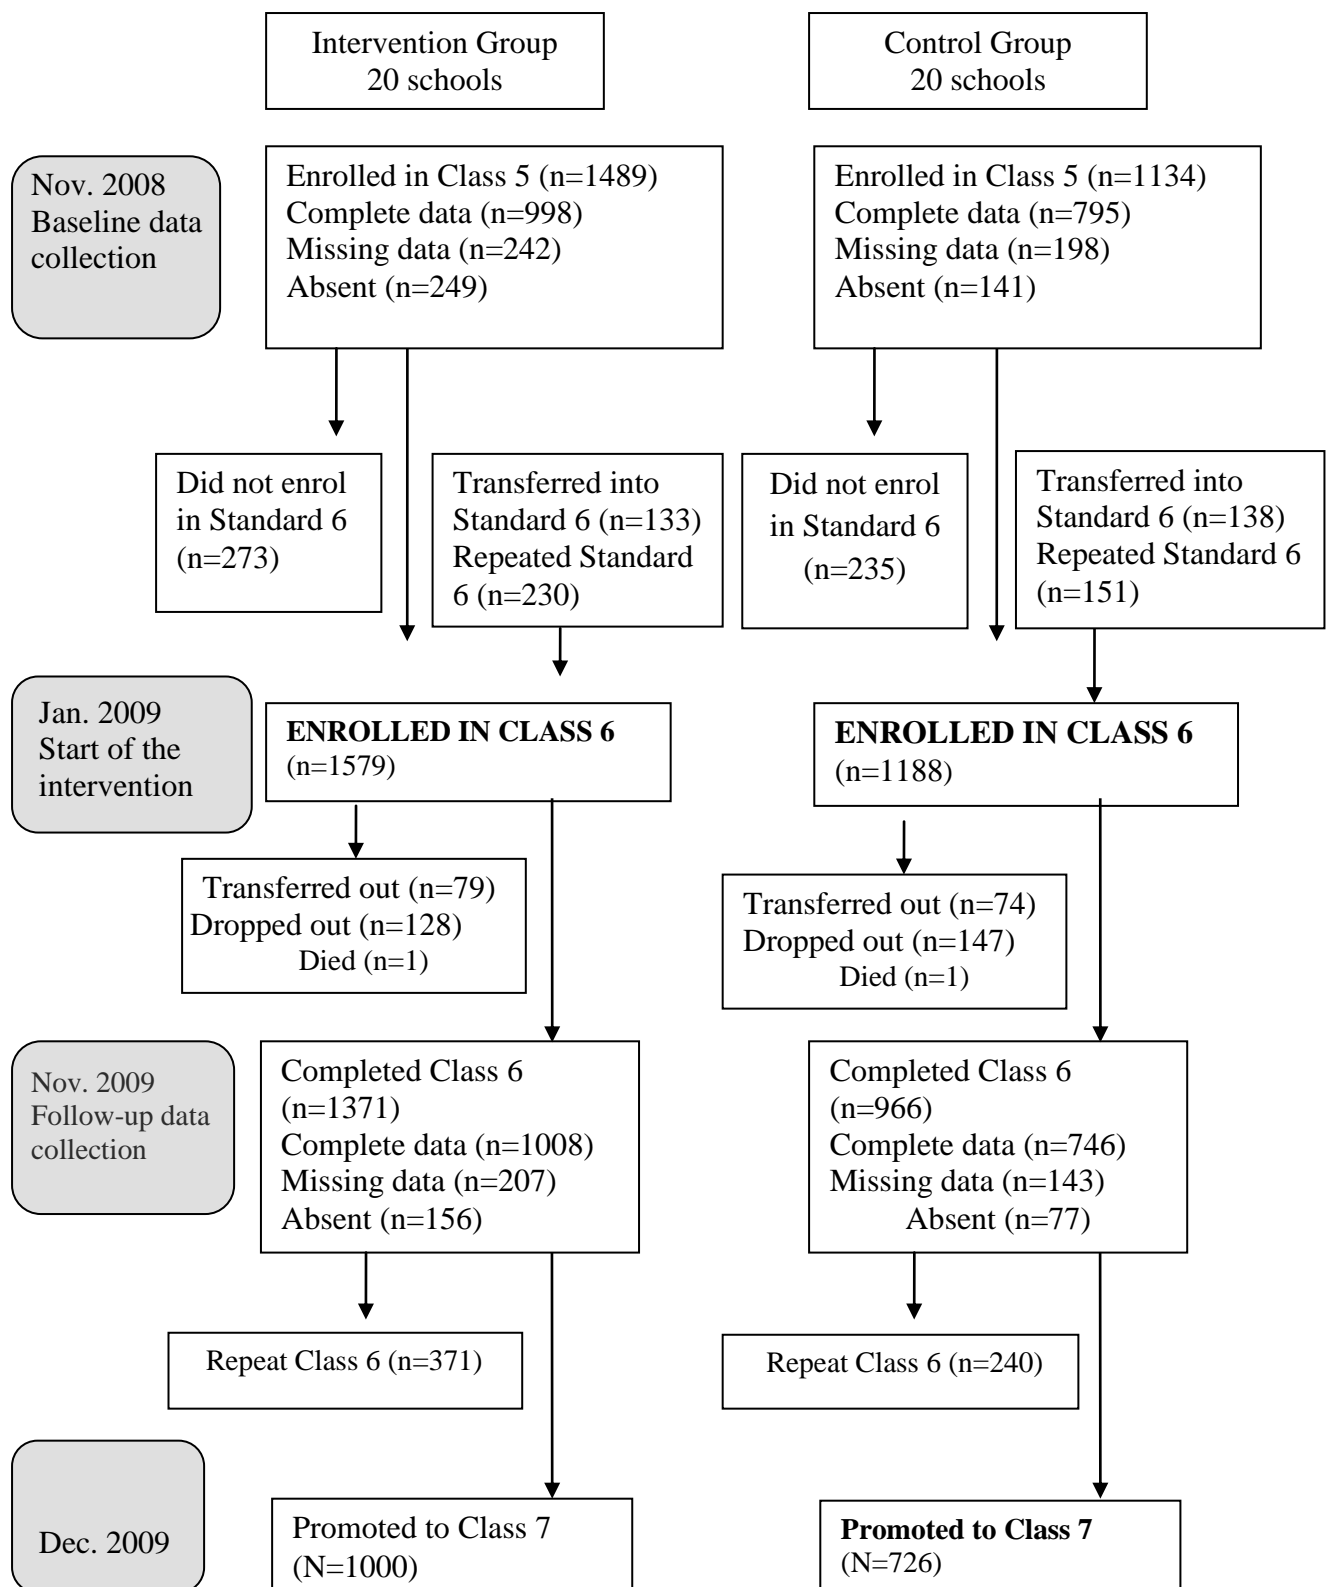 Intervention Group
20 schools
Control Group
20 schools
Nov. 2008
Baseline data
collection
Enrolled in Class 5 (n=1489)
Complete data (n=998)
Missing data (n=242)
Absent (n=249)
Enrolled in Class 5 (n=1134)
Complete data (n=795)
Missing data (n=198)
Absent (n=141)
Did not enrol
in Standard 6
(n=273)
Transferred into
Standard 6 (n=133)
Repeated Standard
6 (n=230)
Did not enrol
in Standard 6
(n=235)
Transferred into
Standard 6 (n=138)
Repeated Standard 6
(n=151)
Jan. 2009
Start of the
intervention
ENROLLED IN CLASS 6
(n=1579)
ENROLLED IN CLASS 6
(n=1188)
Transferred out (n=79)
Dropped out (n=128)
Died (n=1)
Transferred out (n=74)
Dropped out (n=147)
Died (n=1)
Nov. 2009
Follow-up data
collection
Completed Class 6
(n=1371)
Complete data (n=1008)
Missing data (n=207)
Absent (n=156)
Completed Class 6
(n=966)
Complete data (n=746)
Missing data (n=143)
Absent (n=77)
Repeat Class 6 (n=371)
Repeat Class 6 (n=240)
Dec. 2009
Promoted to Class 7
(N=1000)
Promoted to Class 7
(N=726)